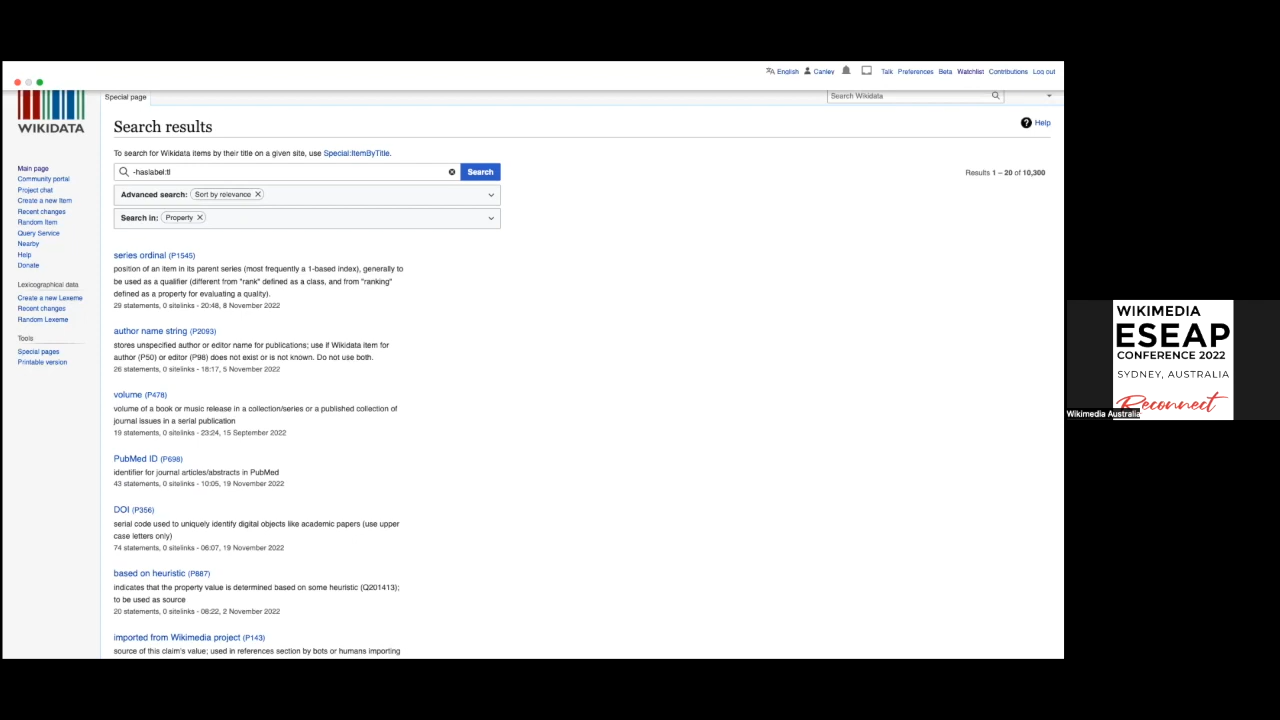 English Canley Talk Preferences Beta Watchlist Contributions Log out
WIKIDATA
Special page
Search Wikidata
Search results
Help
To search for Wikidata items by their title on a given site, use Special:ItemByTitle.
-haslabel:tl
Search
Results 1 – 20 of 10,300
Advanced search: Sort by relevance
Search in: Property
Main page
Community portal
Project chat
Create a new Item
Recent changes
Random Item
Query Service
Nearby
Help
Donate
Lexicographical data
Create a new Lexeme
Recent changes
Random Lexeme
Tools
Special pages
Printable version
series ordinal (P1545)
position of an item in its parent series (most frequently a 1-based index), generally to
be used as a qualifier (different from "rank" defined as a class, and from "ranking"
defined as a property for evaluating a quality).
29 statements, 0 sitelinks - 20:48, 8 November 2022
author name string (P2093)
stores unspecified author or editor name for publications; use if Wikidata item for
author (P50) or editor (P98) does not exist or is not known. Do not use both.
26 statements, 0 sitelinks - 18:17, 5 November 2022
volume (P478)
volume of a book or music release in a collection/series or a published collection of
journal issues in a serial publication
19 statements, 0 sitelinks - 23:24, 15 September 2022
PubMed ID (P698)
identifier for journal articles/abstracts in PubMed
43 statements, 0 sitelinks - 10:05, 19 November 2022
DOI (P356)
serial code used to uniquely identify digital objects like academic papers (use upper
case letters only)
74 statements, 0 sitelinks - 06:07, 19 November 2022
based on heuristic (P887)
indicates that the property value is determined based on some heuristic (Q201413);
to be used as source
20 statements, 0 sitelinks - 08:22, 2 November 2022
imported from Wikimedia project (P143)
source of this claim's value; used in references section by bots or humans importing
WIKIMEDIA
ESEAP
CONFERENCE 2022
SYDNEY, AUSTRALIA
Reconnect
Wikimedia Australia